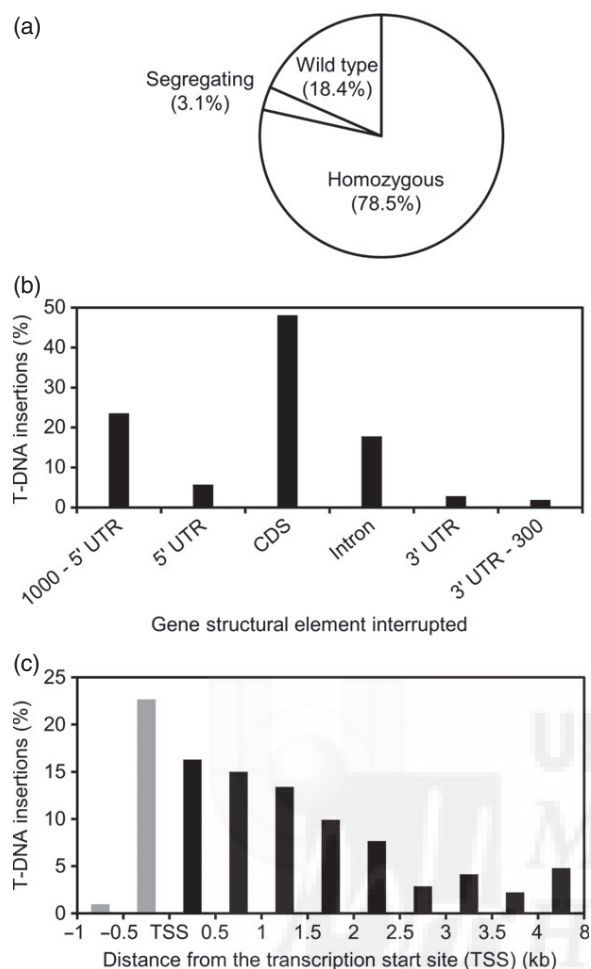 (a)
Segregating
(3.1%)
Wild type
(18.4%)
Homozygous
(78.5%)
(b)
T-DNA insertions (%)
50
40
30
20
10
0
1000 - 5' UTR
5' UTR
CDS
Intron
3' UTR
3' UTR - 300
Gene structural element interrupted
(c)
T-DNA insertions (%)
25
20
15
10
5
0
−1 −0.5 TSS 0.5 1 1.5 2 2.5 3 3.5 4 8
Distance from the transcription start site (TSS) (kb)